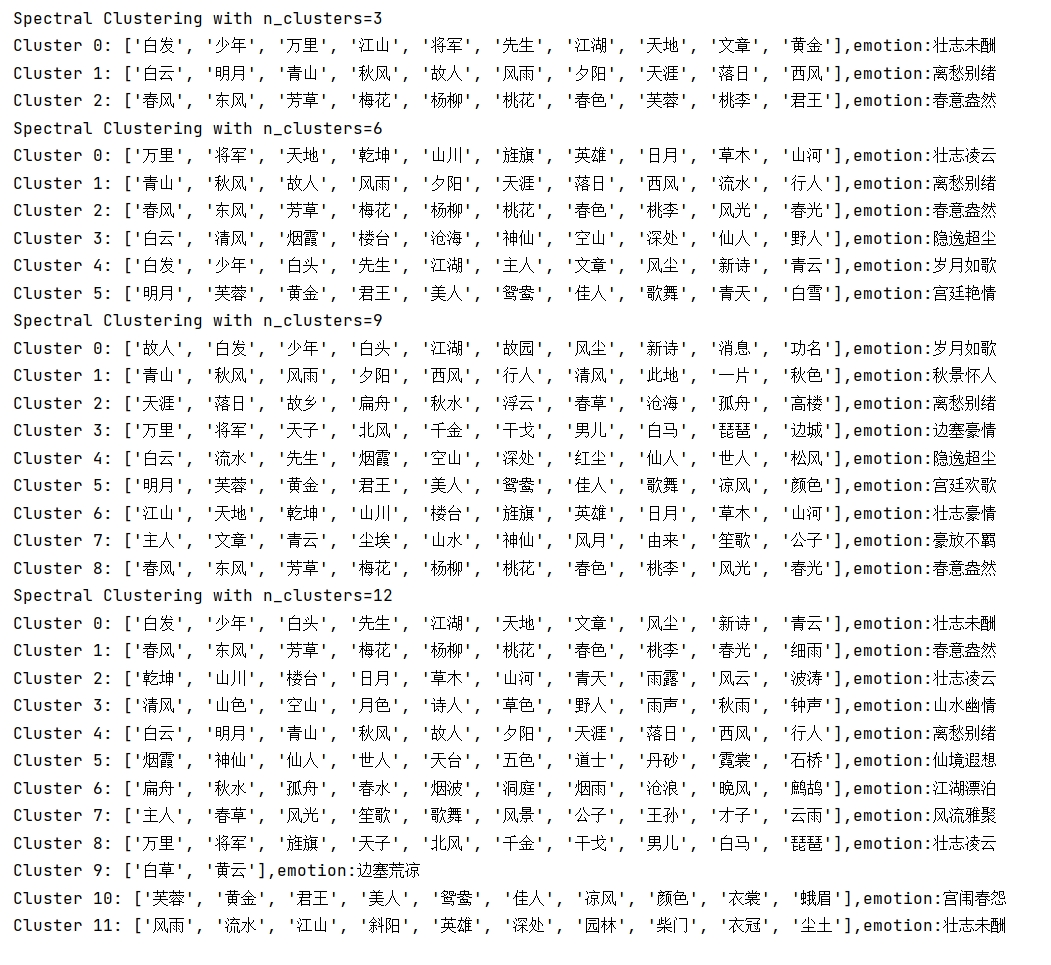 Spectral Clustering with n_clusters=3
Cluster 0: ['白发', '少年', '万里', '江山', '将军', '先生', '江湖', '天地', '文章', '黄金'],emotion:壮志未酬
Cluster 1: ['白云', '明月', '青山', '秋风', '故人', '风雨', '夕阳', '天涯', '落日', '西风'],emotion:离愁别绪
Cluster 2: ['春风', '东风', '芳草', '梅花', '杨柳', '桃花', '春色', '芙蓉', '桃李', '君王'],emotion:春意盎然
Spectral Clustering with n_clusters=6
Cluster 0: ['万里', '将军', '天地', '乾坤', '山川', '旌旗', '英雄', '日月', '草木', '山河'],emotion:壮志凌云
Cluster 1: ['青山', '秋风', '故人', '风雨', '夕阳', '天涯', '落日', '西风', '流水', '行人'],emotion:离愁别绪
Cluster 2: ['春风', '东风', '芳草', '梅花', '杨柳', '桃花', '春色', '桃李', '风光', '春光'],emotion:春意盎然
Cluster 3: ['白云', '清风', '烟霞', '楼台', '沧海', '神仙', '空山', '深处', '仙人', '野人'],emotion:隐逸超尘
Cluster 4: ['白发', '少年', '白头', '先生', '江湖', '主人', '文章', '风尘', '新诗', '青云'],emotion:岁月如歌
Cluster 5: ['明月', '芙蓉', '黄金', '君王', '美人', '鸳鸯', '佳人', '歌舞', '青天', '白雪'],emotion:宫廷艳情
Spectral Clustering with n_clusters=9
Cluster 0: ['故人', '白发', '少年', '白头', '江湖', '故园', '风尘', '新诗', '消息', '功名'],emotion:岁月如歌
Cluster 1: ['青山', '秋风', '风雨', '夕阳', '西风', '行人', '清风', '此地', '一片', '秋色'],emotion:秋景怀人
Cluster 2: ['天涯', '落日', '故乡', '扁舟', '秋水', '浮云', '春草', '沧海', '孤舟', '高楼'],emotion:离愁别绪
Cluster 3: ['万里', '将军', '天子', '北风', '千金', '干戈', '男儿', '白马', '琵琶', '边城'],emotion:边塞豪情
Cluster 4: ['白云', '流水', '先生', '烟霞', '空山', '深处', '红尘', '仙人', '世人', '松风'],emotion:隐逸超尘
Cluster 5: ['明月', '芙蓉', '黄金', '君王', '美人', '鸳鸯', '佳人', '歌舞', '凉风', '颜色'],emotion:宫廷欢歌
Cluster 6: ['江山', '天地', '乾坤', '山川', '楼台', '旌旗', '英雄', '日月', '草木', '山河'],emotion:壮志豪情
Cluster 7: ['主人', '文章', '青云', '尘埃', '山水', '神仙', '风月', '由来', '笙歌', '公子'],emotion:豪放不羁
Cluster 8: ['春风', '东风', '芳草', '梅花', '杨柳', '桃花', '春色', '桃李', '风光', '春光'],emotion:春意盎然
Spectral Clustering with n_clusters=12
Cluster 0: ['白发', '少年', '白头', '先生', '江湖', '天地', '文章', '风尘', '新诗', '青云'],emotion:壮志未酬
Cluster 1: ['春风', '东风', '芳草', '梅花', '杨柳', '桃花', '春色', '桃李', '春光', '细雨'],emotion:春意盎然
Cluster 2: ['乾坤', '山川', '楼台', '日月', '草木', '山河', '青天', '雨露', '风云', '波涛'],emotion:壮志凌云
Cluster 3: ['清风', '山色', '空山', '月色', '诗人', '草色', '野人', '雨声', '秋雨', '钟声'],emotion:山水幽情
Cluster 4: ['白云', '明月', '青山', '秋风', '故人', '夕阳', '天涯', '落日', '西风', '行人'],emotion:离愁别绪
Cluster 5: ['烟霞', '神仙', '仙人', '世人', '天台', '五色', '道士', '丹砂', '霓裳', '石桥'],emotion:仙境遐想
Cluster 6: ['扁舟', '秋水', '孤舟', '春水', '烟波', '洞庭', '烟雨', '沧浪', '晚风', '鹧鸪'],emotion:江湖漂泊
Cluster 7: ['主人', '春草', '风光', '笙歌', '歌舞', '风景', '公子', '王孙', '才子', '云雨'],emotion:风流雅聚
Cluster 8: ['万里', '将军', '旌旗', '天子', '北风', '千金', '干戈', '男儿', '白马', '琵琶'],emotion:壮志凌云
Cluster 9: ['白草', '黄云'],emotion:边塞荒凉
Cluster 10: ['芙蓉', '黄金', '君王', '美人', '鸳鸯', '佳人', '凉风', '颜色', '衣裳', '蛾眉'],emotion:宫闱春怨
Cluster 11: ['风雨', '流水', '江山', '斜阳', '英雄', '深处', '园林', '柴门', '衣冠', '尘土'],emotion:壮志未酬